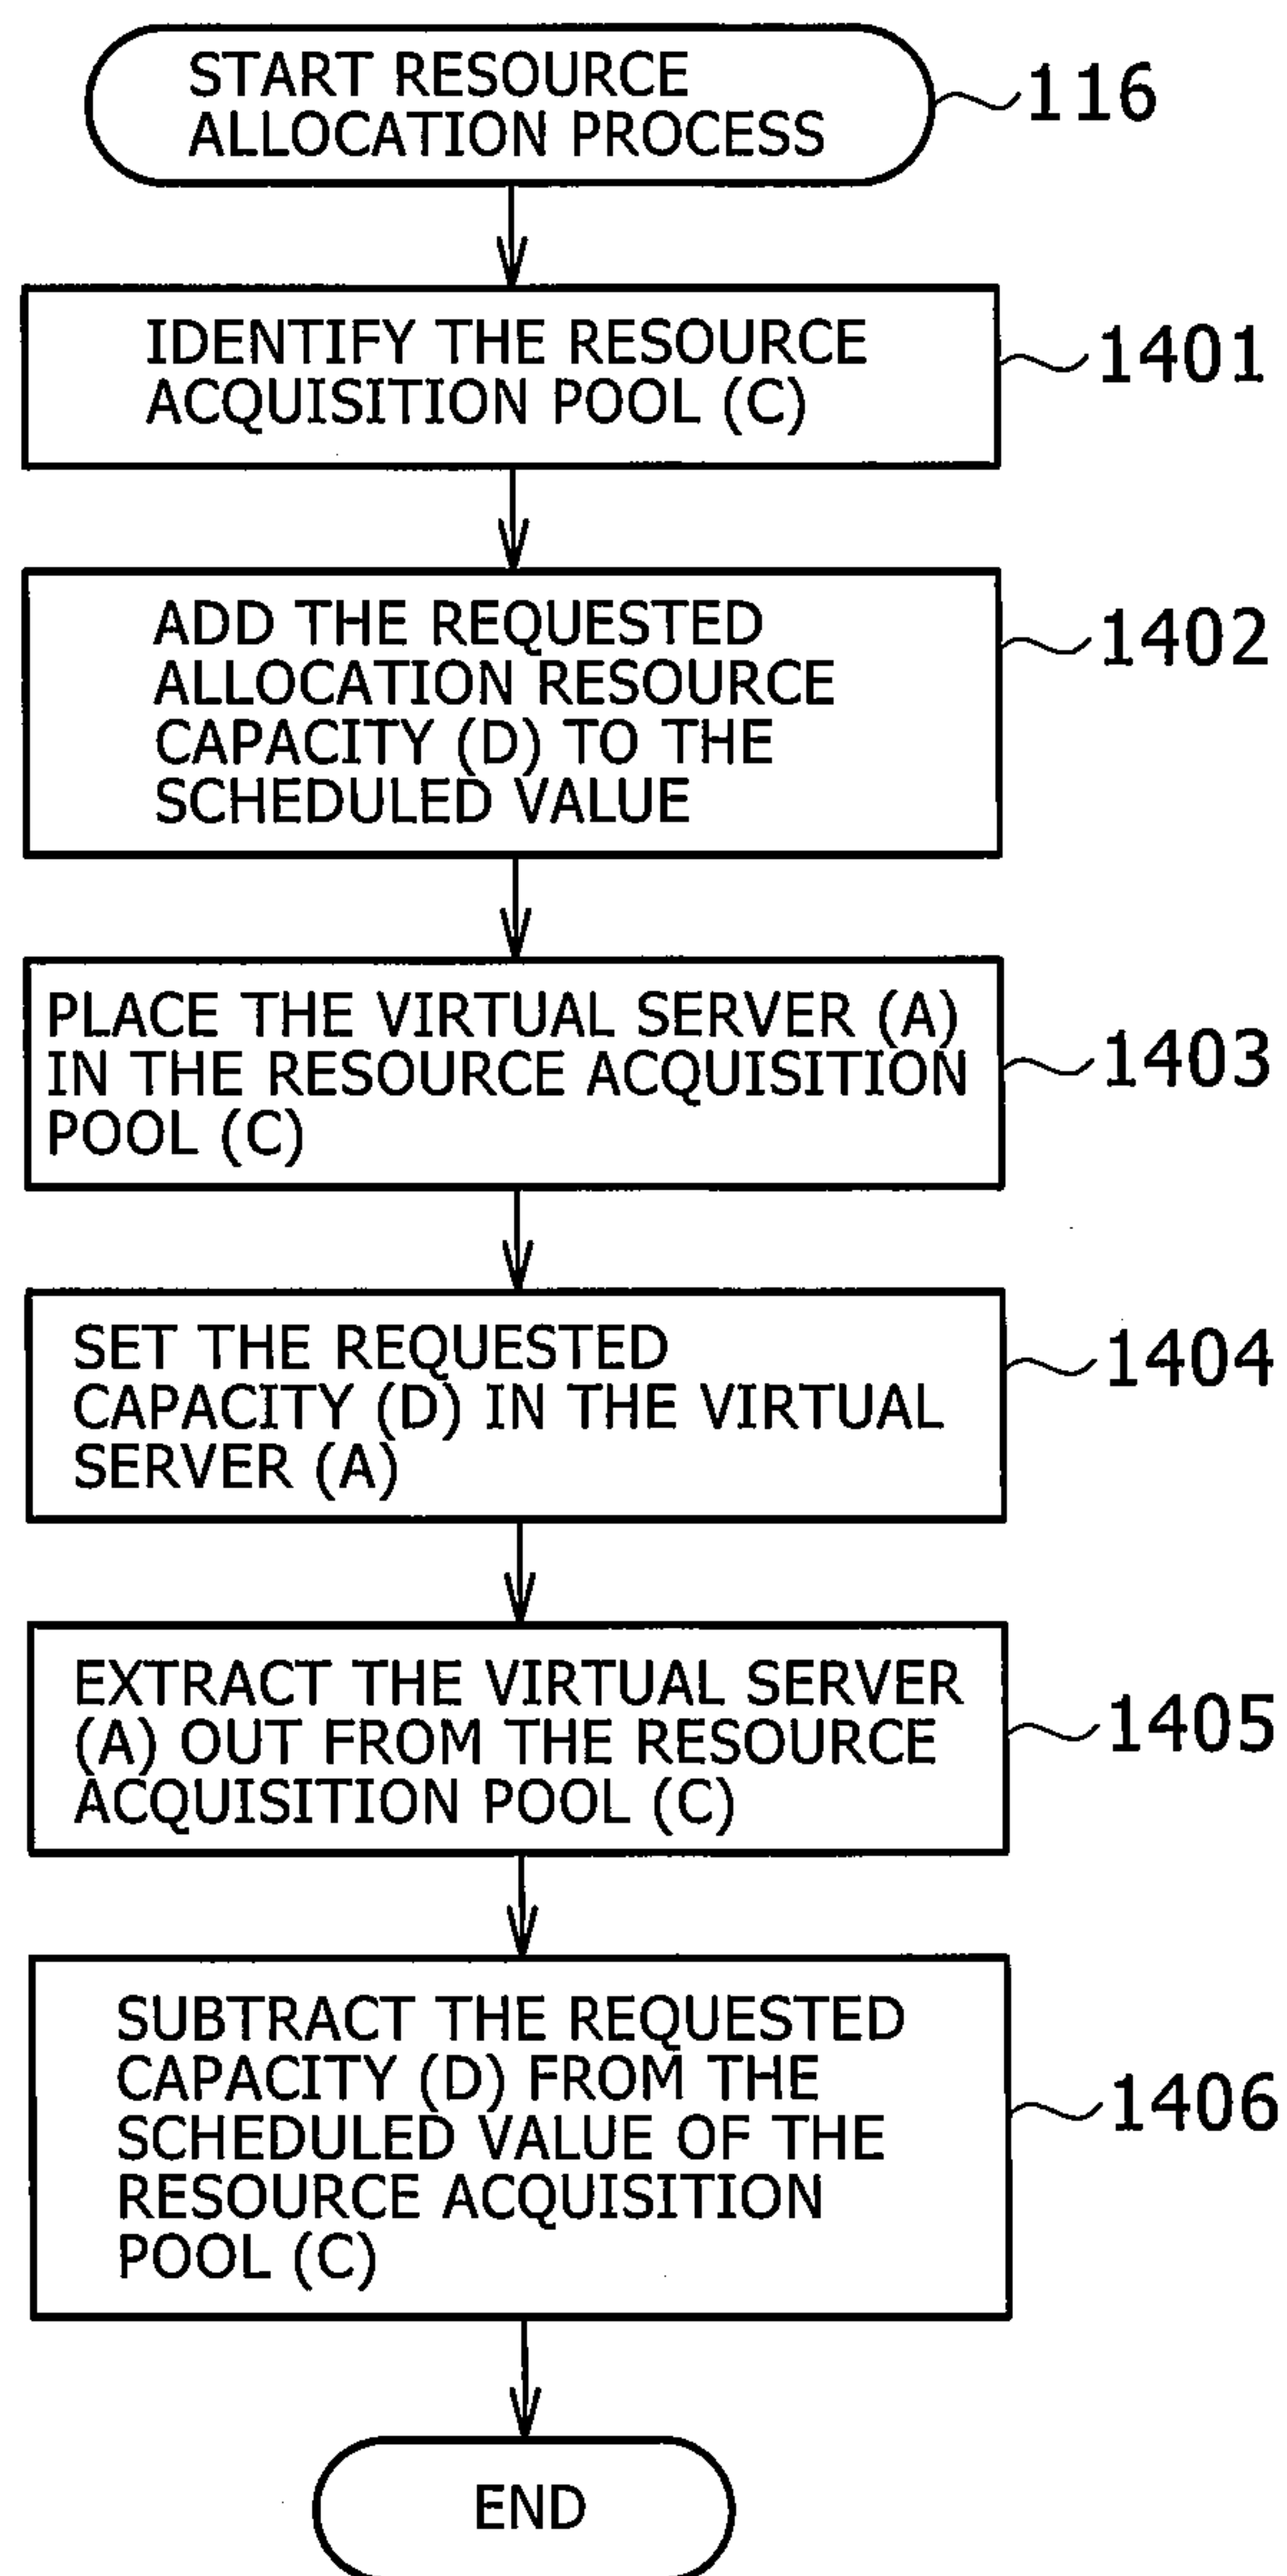 START RESOURCE
ALLOCATION PROCESS
116
IDENTIFY THE RESOURCE
ACQUISITION POOL (C)
1401
ADD THE REQUESTED
ALLOCATION RESOURCE
CAPACITY (D) TO THE
SCHEDULED VALUE
1402
PLACE THE VIRTUAL SERVER (A)
IN THE RESOURCE ACQUISITION
POOL (C)
1403
SET THE REQUESTED
CAPACITY (D) IN THE VIRTUAL
SERVER (A)
1404
EXTRACT THE VIRTUAL SERVER
(A) OUT FROM THE RESOURCE
ACQUISITION POOL (C)
1405
SUBTRACT THE REQUESTED
CAPACITY (D) FROM THE
SCHEDULED VALUE OF THE
RESOURCE ACQUISITION
POOL (C)
1406
END